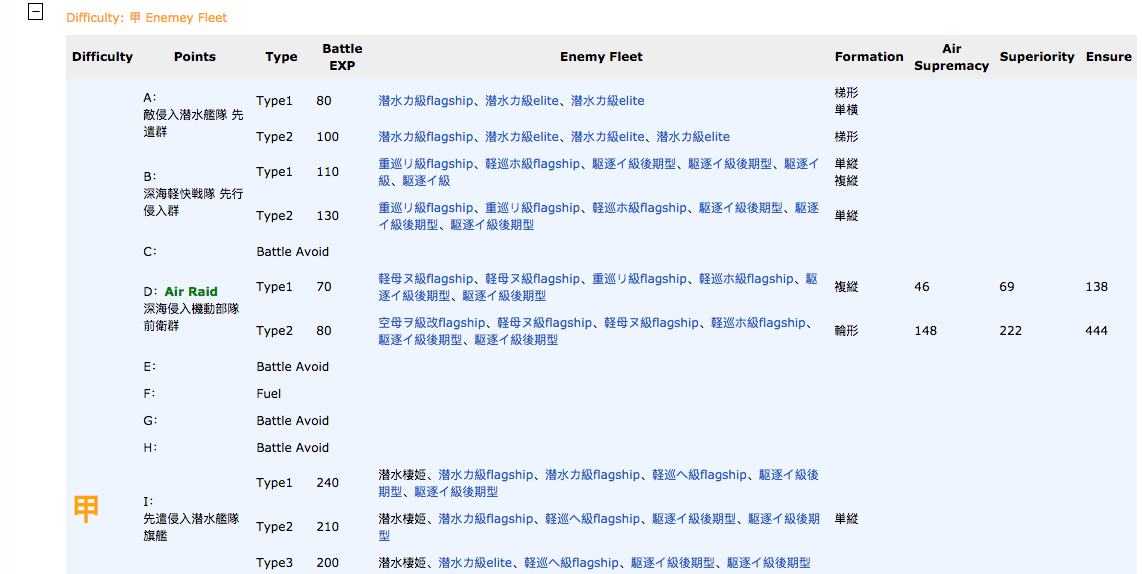 Difficulty: 甲 Enemey Fleet
Difficulty Points Type Battle EXP Enemy Fleet Formation Air Supremacy Superiority Ensure
甲
A:
敵侵入潜水艦隊 先
遣群
Type1 80 潜水カ級flagship、潜水カ級elite、潜水カ級elite 梯形
単横
Type2 100 潜水カ級flagship、潜水カ級elite、潜水カ級elite、潜水カ級elite 梯形
B:
深海軽快戦隊 先行
侵入群
Type1 110 重巡リ級flagship、軽巡ホ級flagship、駆逐イ級後期型、駆逐イ級後期型、駆逐イ
級、駆逐イ級
単縦
複縦
Type2 130 重巡リ級flagship、重巡リ級flagship、軽巡ホ級flagship、駆逐イ級後期型、駆逐
イ級後期型、駆逐イ級後期型
単縦
C: Battle Avoid
D: Air Raid
深海侵入機動部隊
前衛群
Type1 70 軽母ヌ級flagship、軽母ヌ級flagship、重巡リ級flagship、軽巡ホ級flagship、駆
逐イ級後期型、駆逐イ級後期型
複縦 46 69 138
Type2 80 空母ヲ級改flagship、軽母ヌ級flagship、軽母ヌ級flagship、軽巡ホ級flagship、
駆逐イ級後期型、駆逐イ級後期型
輪形 148 222 444
E: Battle Avoid
F: Fuel
G: Battle Avoid
H: Battle Avoid
I:
先遣侵入潜水艦隊
旗艦
Type1 240 潜水棲姫、潜水カ級flagship、潜水カ級flagship、軽巡ヘ級flagship、駆逐イ級後
期型、駆逐イ級後期型
Type2 210 潜水棲姫、潜水カ級flagship、軽巡ヘ級flagship、駆逐イ級後期型、駆逐イ級後期
型
単縦
Type3 200 潜水棲姫、潜水カ級elite、軽巡ヘ級flagship、駆逐イ級後期型、駆逐イ級後期型